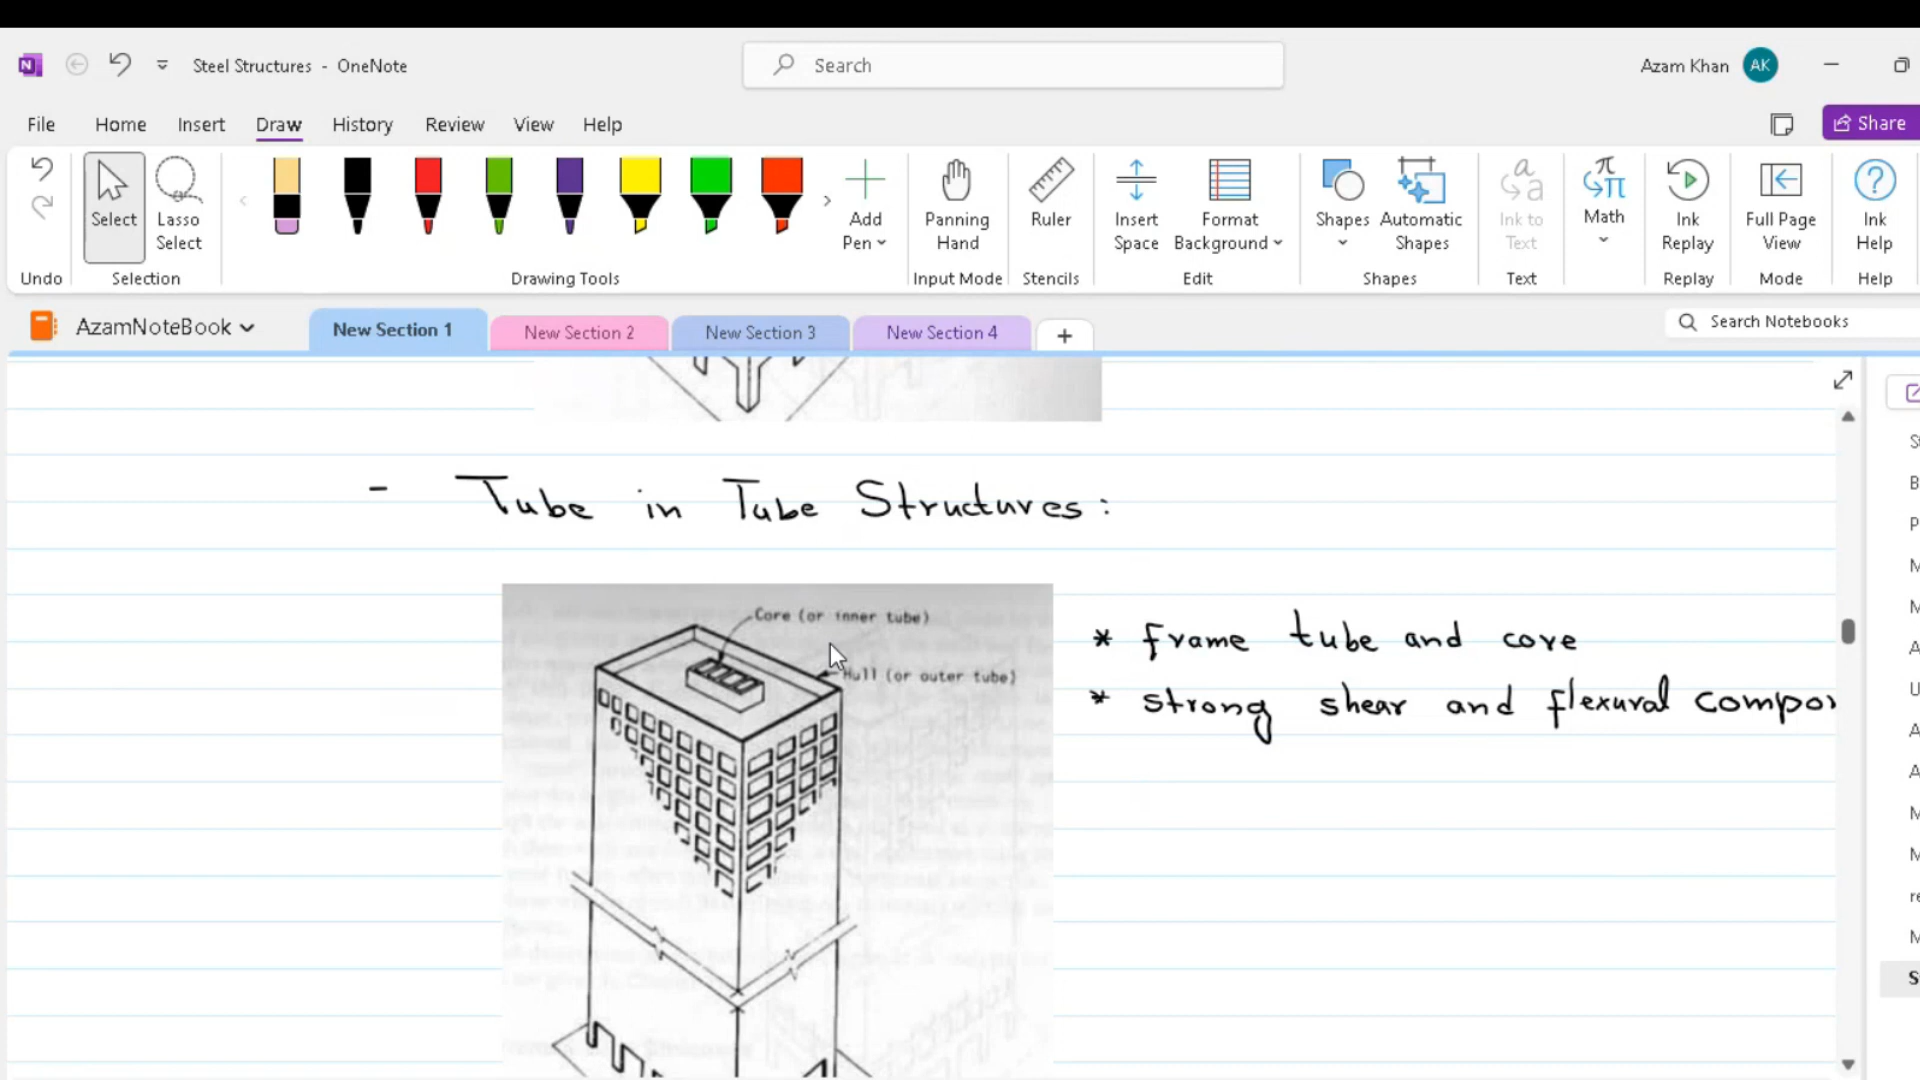 Steel Structures - OneNote
Search
Azam Khan AK
File Home Insert Draw History Review View Help
Share
Select
Lasso Select
Add Pen
Panning Hand
Ruler
Insert Space
Format Background
Shapes
Automatic Shapes
Ink to Text
Math
Ink Replay
Full Page View
Ink Help
Undo Selection Drawing Tools Input Mode Stencils Edit Shapes Text Replay Mode Help
AzamNoteBook New Section 1 New Section 2 New Section 3 New Section 4 +
Search Notebooks
- Tube in Tube Structures:
Core (or inner tube)
Hull (or outer tube)
* frame tube and core
* strong shear and flexural compon